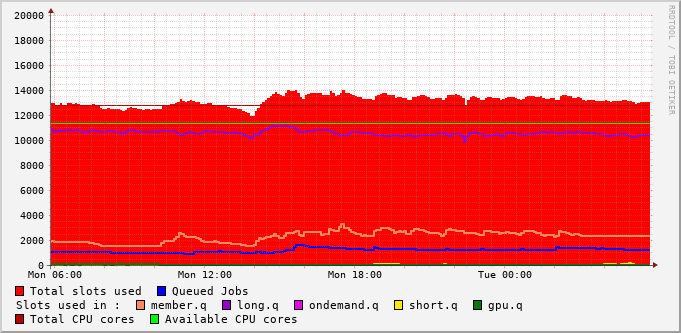 20000
18000
16000
14000
12000
10000
8000
6000
4000
2000
0
Mon 06:00 Mon 12:00 Mon 18:00 Tue 00:00
RRDTOOL / TOBI OETIKER
Total slots used Queued Jobs
Slots used in : member.q long.q ondemand.q short.q gpu.q
Total CPU cores Available CPU cores